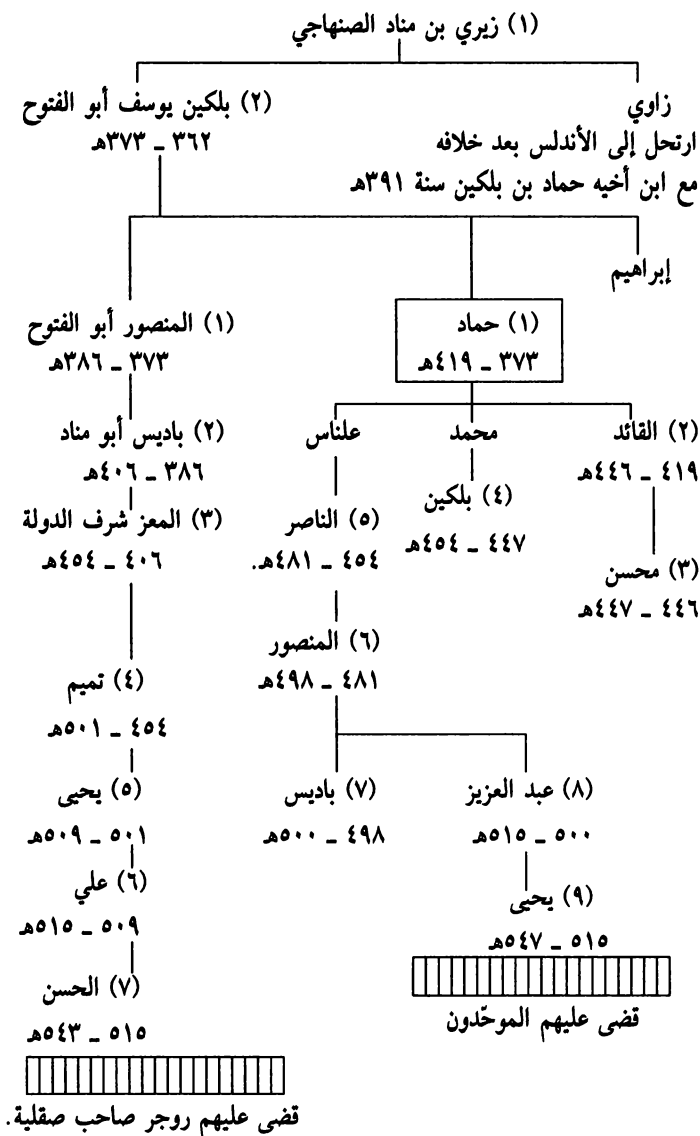 (١) زيري بن مناد الصنهاجي
زاوي
ارتحل إلى الأندلس بعد خلافه
مع ابن أخيه حماد بن بلكين سنة ٣٩١هـ
(٢) بلكين يوسف أبو الفتوح
٣٦٢ ـ ٣٧٣هـ
إبراهيم
(١) حماد
٣٧٣ ـ ٤١٩هـ
(١) المنصور أبو الفتوح
٣٧٣ ـ ٣٨٦هـ
(٢) القائد
٤١٩ ـ ٤٤٦هـ
(٣) محسن
٤٤٦ ـ ٤٤٧هـ
محمد
(٤) بلكين
٤٤٧ ـ ٤٥٤هـ
علناس
(٥) الناصر
٤٥٤ ـ ٤٨١هـ.
(٦) المنصور
٤٨١ ـ ٤٩٨هـ
(٨) عبد العزيز
٥٠٠ ـ ٥١٥هـ
(٩) يحيى
٥١٥ ـ ٥٤٧هـ
قضى عليهم الموحّدون
(٧) باديس
٤٩٨ ـ ٥٠٠هـ
(٢) باديس أبو مناد
٣٨٦ ـ ٤٠٦هـ
(٣) المعز شرف الدولة
٤٠٦ ـ ٤٥٤هـ
(٤) تميم
٤٥٤ ـ ٥٠١هـ
(٥) يحيى
٥٠١ ـ ٥٠٩هـ
(٦) علي
٥٠٩ ـ ٥١٥هـ
(٧) الحسن
٥١٥ ـ ٥٤٣هـ
قضى عليهم روجر صاحب صقلية.